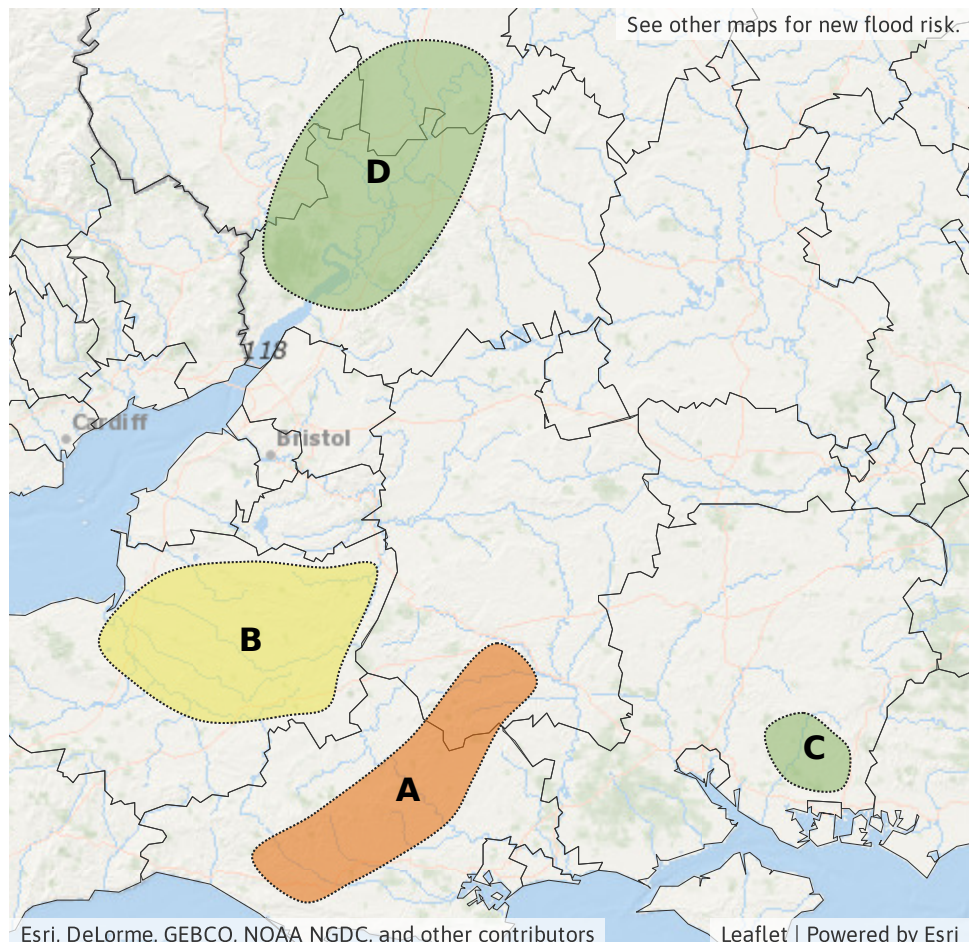 See other maps for new flood risk.
D
118
Cardiff
Bristol
B
C
A
Esri, DeLorme, GEBCO, NOAA NGDC, and other contributors
Leaflet | Powered by Esri